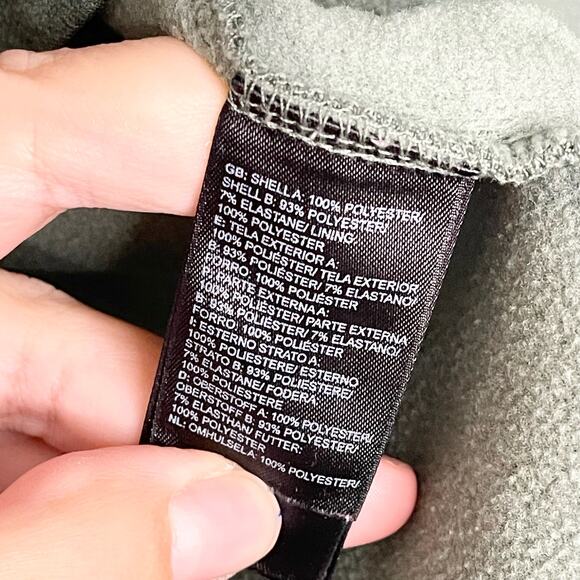 GB: SHELLA, 100% POLYESTER/
SHELL B: 93% POLYESTER/
7% ELASTANE/ LINING
100% POLYESTER
E: TELA EXTERIOR A:
100% POLIÉSTER/ TELA EXTERIOR
B: 93% POLIÉSTER/ 7% ELASTANO/
FORRO: 100% POLIÉSTER
P: PARTE EXTERNA A:
100% POLIÉSTER/ PARTE EXTERNA
B: 93% POLIÉSTER/ 7% ELASTANO/
FORRO: 100% POLIÉSTER
I: ESTERNO STRATO A:
100% POLIESTERE/ ESTERNO
STRATO B: 93% POLIESTERE/
7% ELASTANE/ FODERA
100% POLIESTERE
D: OBERSTOFF A: 100% POLYESTER/
OBERSTOFF B: 93% POLYESTER/
7% ELASTHAN/ FUTTER:
100% POLYESTER
NL: OMHULSELA: 100% POLYESTER/